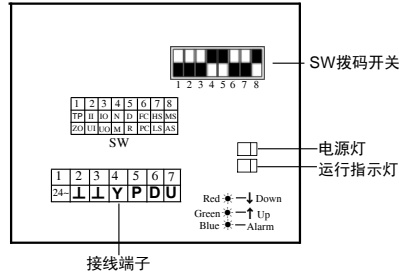 1 2 3 4 5 6 7 8
SW拨码开关
1 2 3 4 5 6 7 8
TP II IO N D FC HS MS
ZO UI UO M R PC LS AS
SW
电源灯
运行指示灯
1 2 3 4 5 6 7
24~ ⊥ ⊥ Y P D U
Red ↓ Down
Green ↑ Up
Blue Alarm
接线端子